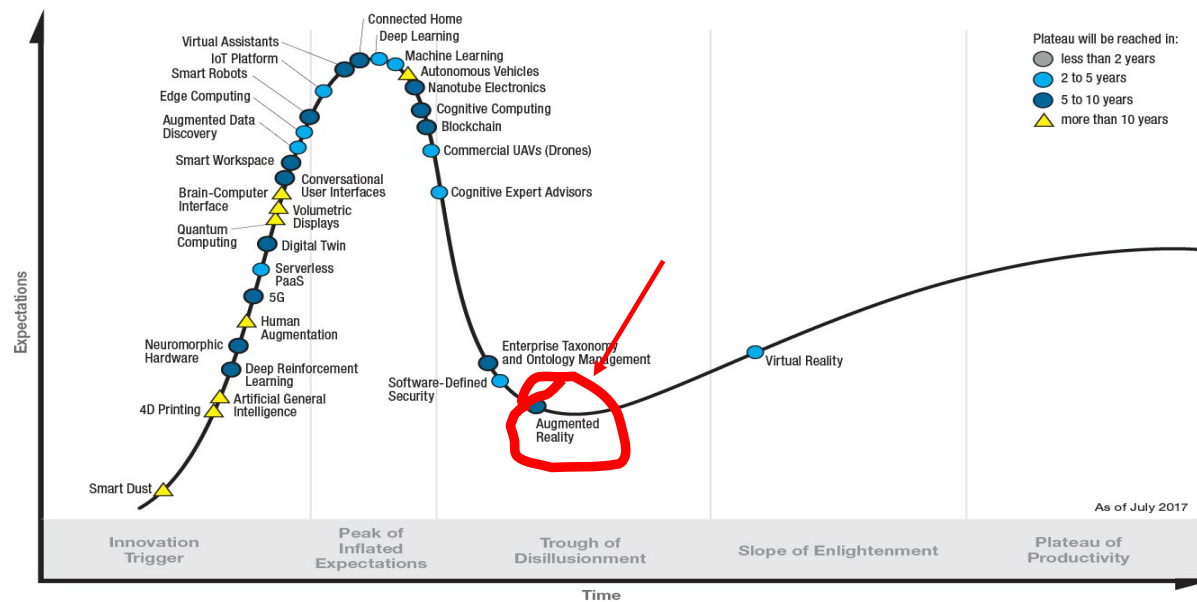 Connected Home
Deep Learning
Virtual Assistants
IoT Platform
Machine Learning
Smart Robots
Autonomous Vehicles
Nanotube Electronics
Edge Computing
Cognitive Computing
Augmented Data
Discovery
Blockchain
Commercial UAVs (Drones)
Smart Workspace
Conversational
User Interfaces
Brain-Computer
Interface
Cognitive Expert Advisors
Volumetric
Displays
Quantum
Computing
Digital Twin
Serverless
PaaS
5G
Human
Augmentation
Neuromorphic
Hardware
Deep Reinforcement
Learning
Artificial General
Intelligence
4D Printing
Smart Dust
Enterprise Taxonomy
and Ontology Management
Software-Defined
Security
Augmented
Reality
Virtual Reality
Plateau will be reached in:
less than 2 years
2 to 5 years
5 to 10 years
more than 10 years
Expectations
As of July 2017
Innovation
Trigger
Peak of
Inflated
Expectations
Trough of
Disillusionment
Slope of Enlightenment
Plateau of
Productivity
Time